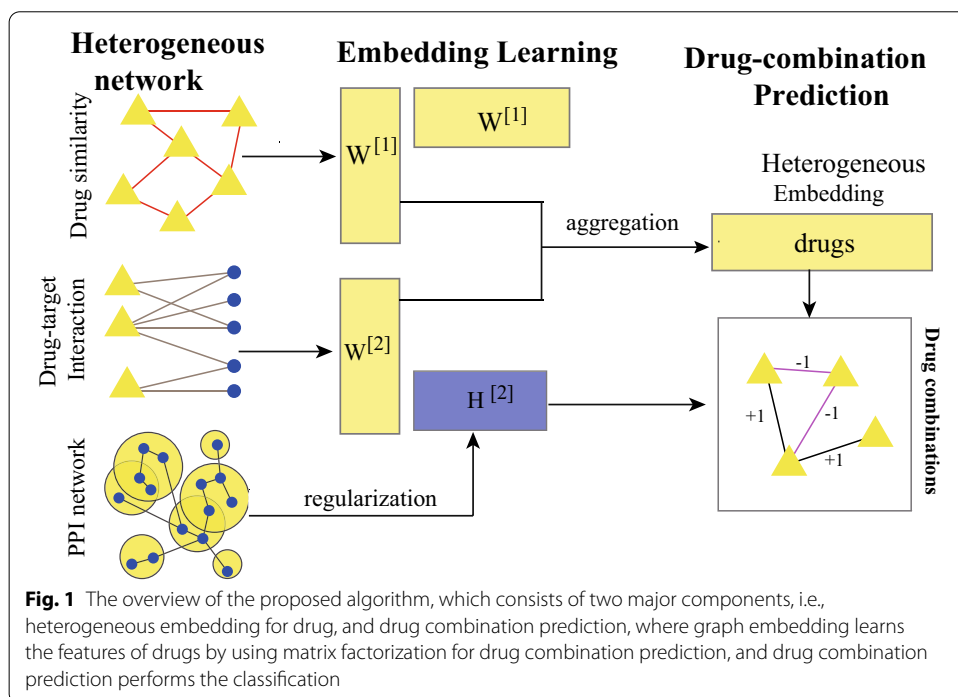 Heterogeneous
network
Embedding Learning
Drug-combination
Prediction
Drug similarity
W[1]
W[1]
Heterogeneous
Embedding
aggregation
drugs
Drug-target
Interaction
W[2]
H [2]
Drug combinations
-1
-1
+1
+1
PPI network
regularization
Fig. 1 The overview of the proposed algorithm, which consists of two major components, i.e.,
heterogeneous embedding for drug, and drug combination prediction, where graph embedding learns
the features of drugs by using matrix factorization for drug combination prediction, and drug combination
prediction performs the classification